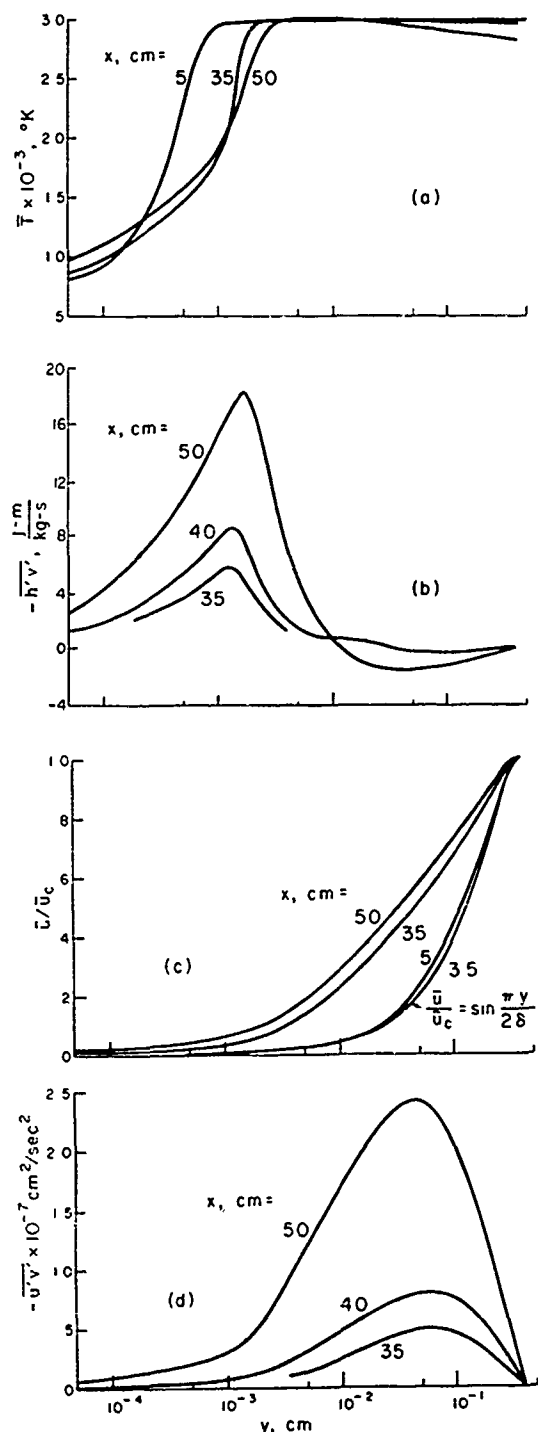 3.0
x, cm=
2.5
5
35
50
2.0
T̅ × 10⁻³, °K
(a)
1.5
1.0
.5
20
x, cm=
16
50
12
-h'v', J-m/kg-s
8
40
(b)
4
35
0
-4
1.0
.8
u̅/u̅c
x, cm=
.6
50
.4
35
5
(c)
3.5
.2
u̅/u̅c = sin πy/2δ
0
2.5
2.0
x, cm=
-u'v' × 10⁻⁷ cm²/sec²
1.5
50
1.0
(d)
40
.5
35
0
10⁻⁴ 10⁻³ 10⁻² 10⁻¹
y, cm